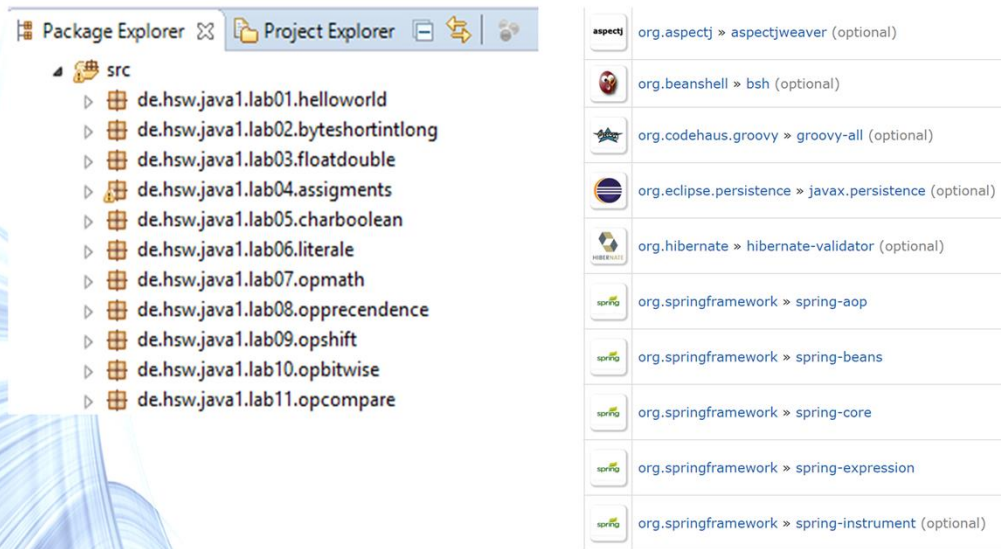 Package Explorer
Project Explorer
src
de.hsw.java1.lab01.helloworld
de.hsw.java1.lab02.byteshortintlong
de.hsw.java1.lab03.floatdouble
de.hsw.java1.lab04.assigments
de.hsw.java1.lab05.charboolean
de.hsw.java1.lab06.literale
de.hsw.java1.lab07.opmath
de.hsw.java1.lab08.opprecendence
de.hsw.java1.lab09.opshift
de.hsw.java1.lab10.opbitwise
de.hsw.java1.lab11.opcompare
aspectj org.aspectj » aspectjweaver (optional)
org.beanshell » bsh (optional)
org.codehaus.groovy » groovy-all (optional)
org.eclipse.persistence » javax.persistence (optional)
HIBERNATE org.hibernate » hibernate-validator (optional)
spring org.springframework » spring-aop
spring org.springframework » spring-beans
spring org.springframework » spring-core
spring org.springframework » spring-expression
spring org.springframework » spring-instrument (optional)